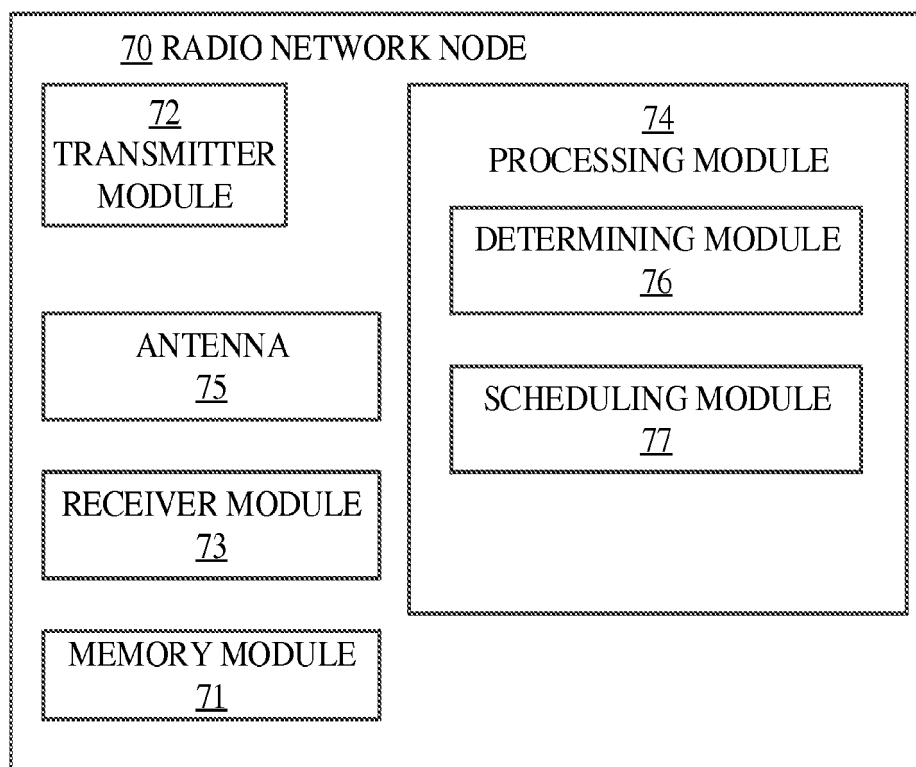 70 RADIO NETWORK NODE
72
TRANSMITTER
MODULE
ANTENNA
75
RECEIVER MODULE
73
MEMORY MODULE
71
74
PROCESSING MODULE
DETERMINING MODULE
76
SCHEDULING MODULE
77